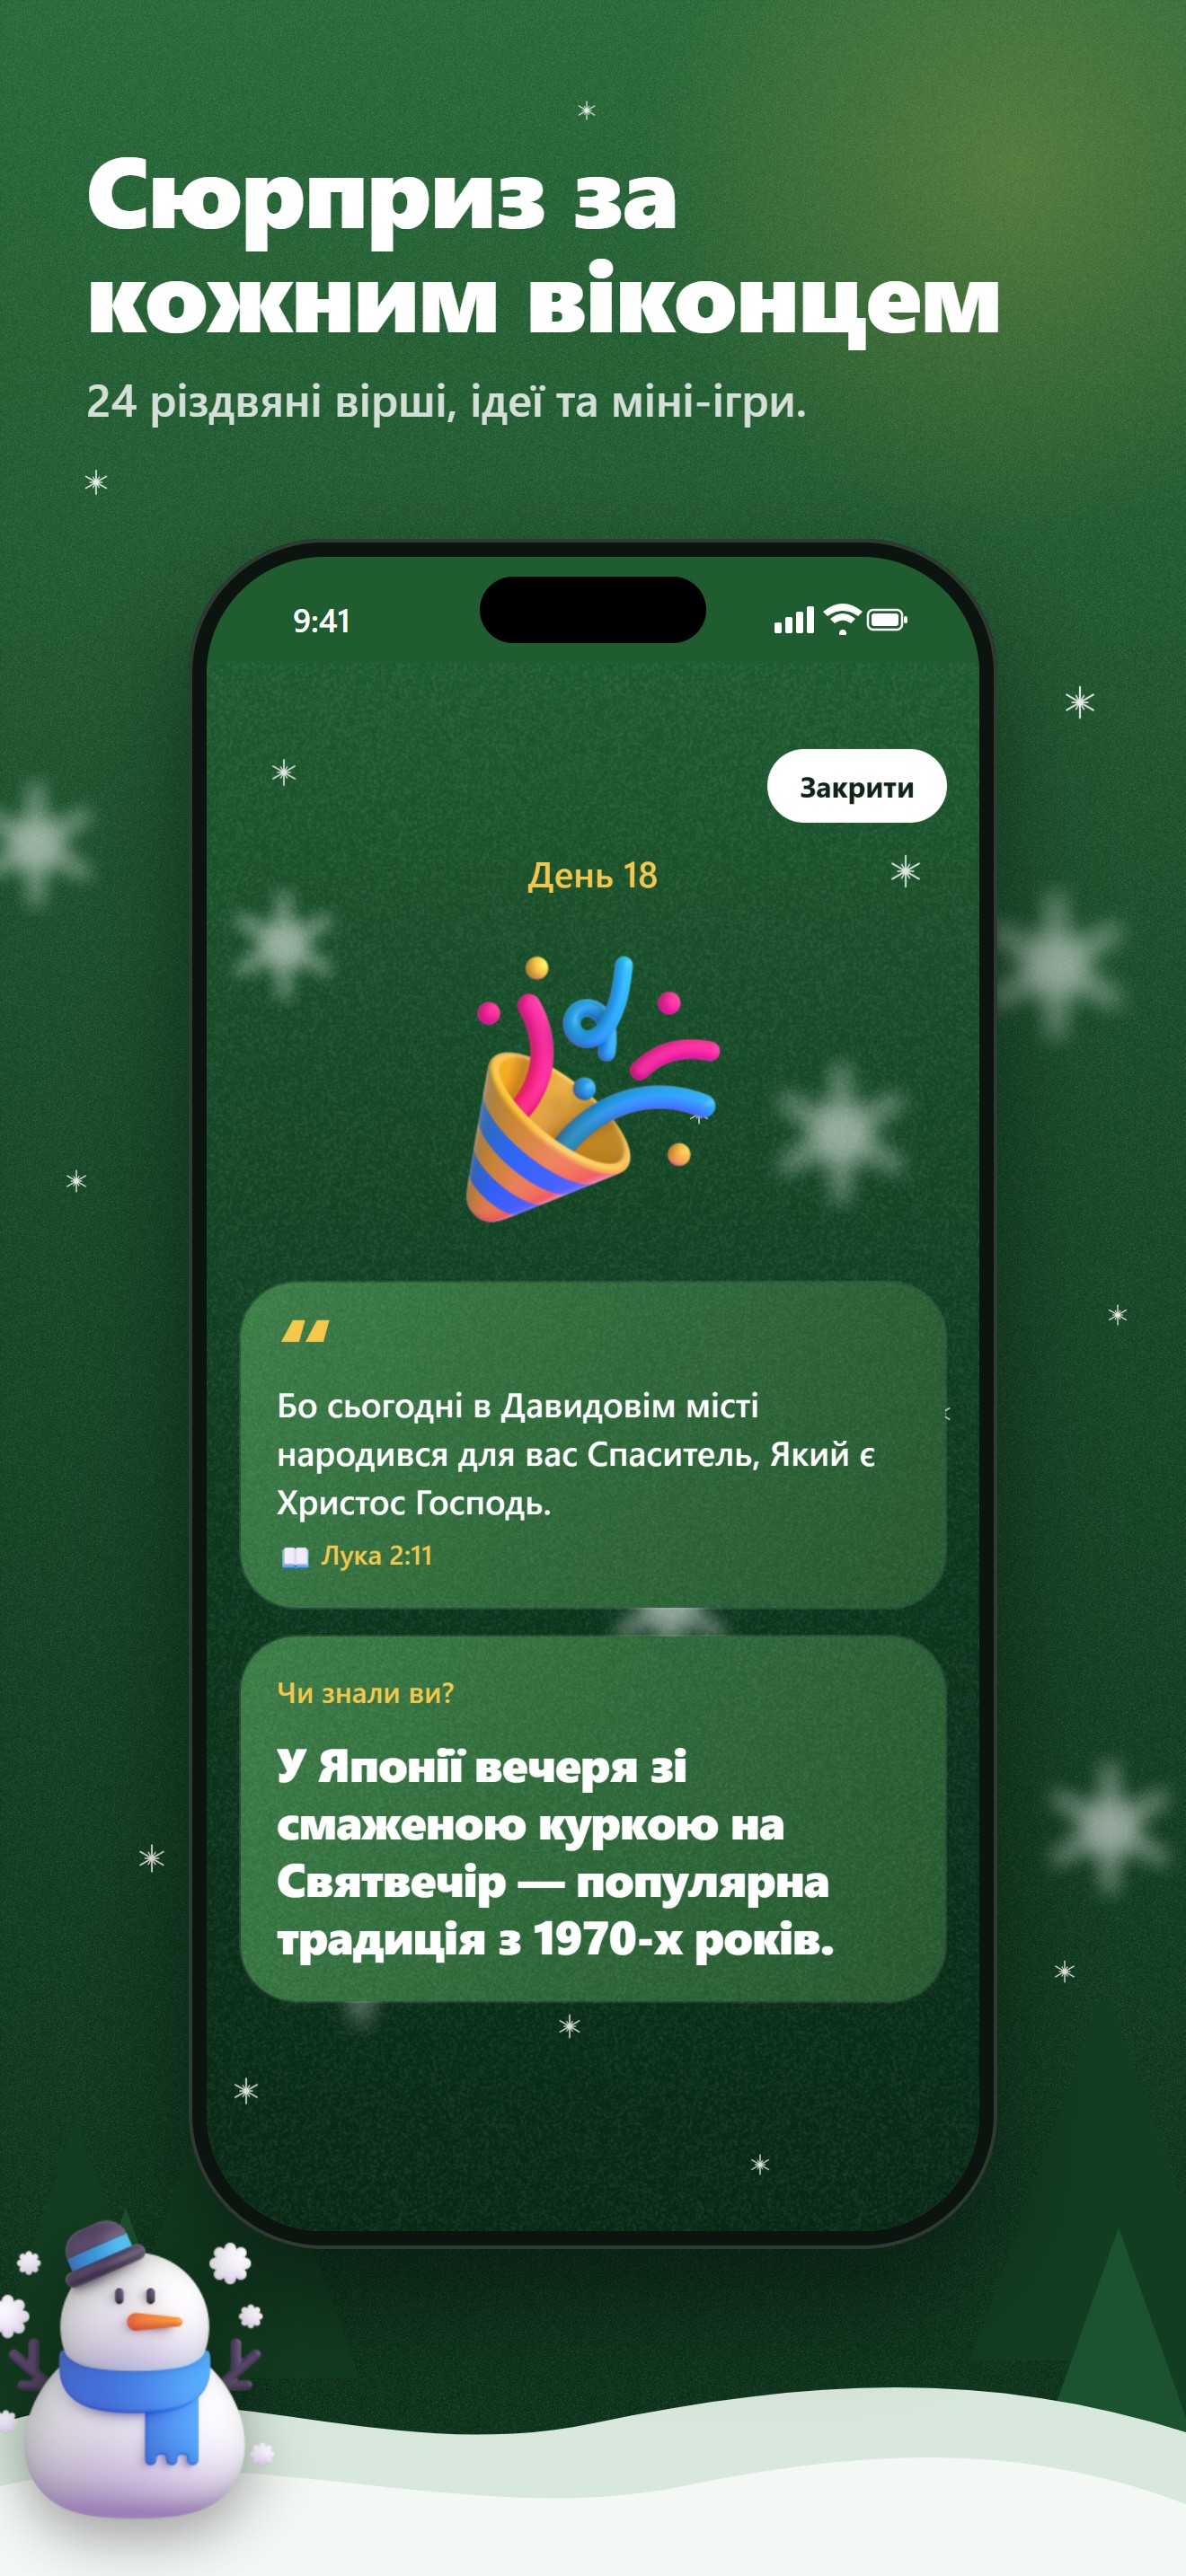 Сюрприз за
кожним віконцем
24 різдвяні вірші, ідеї та міні-ігри.
9:41
Закрити
День 18
"
Бо сьогодні в Давидовім місті
народився для вас Спаситель, Який є
Христос Господь.
📖 Лука 2:11
Чи знали ви?
У Японії вечеря зі
смаженою куркою на
Святвечір — популярна
традиція з 1970-х років.